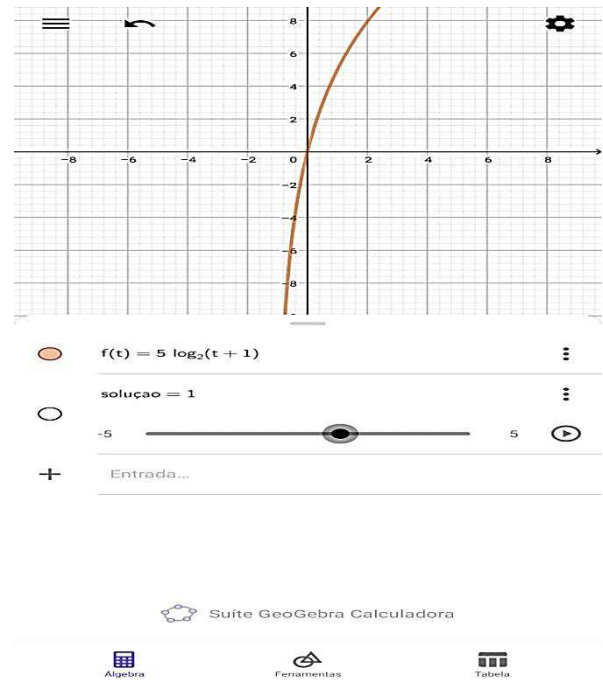 8
6
4
2
-8 -6 -4 -2 0 2 4 6 8
-2
-4
-6
-8
f(t) = 5 log₂(t + 1)
soluçao = 1
-5 5
Entrada...
Suíte GeoGebra Calculadora
Álgebra Ferramentas Tabela